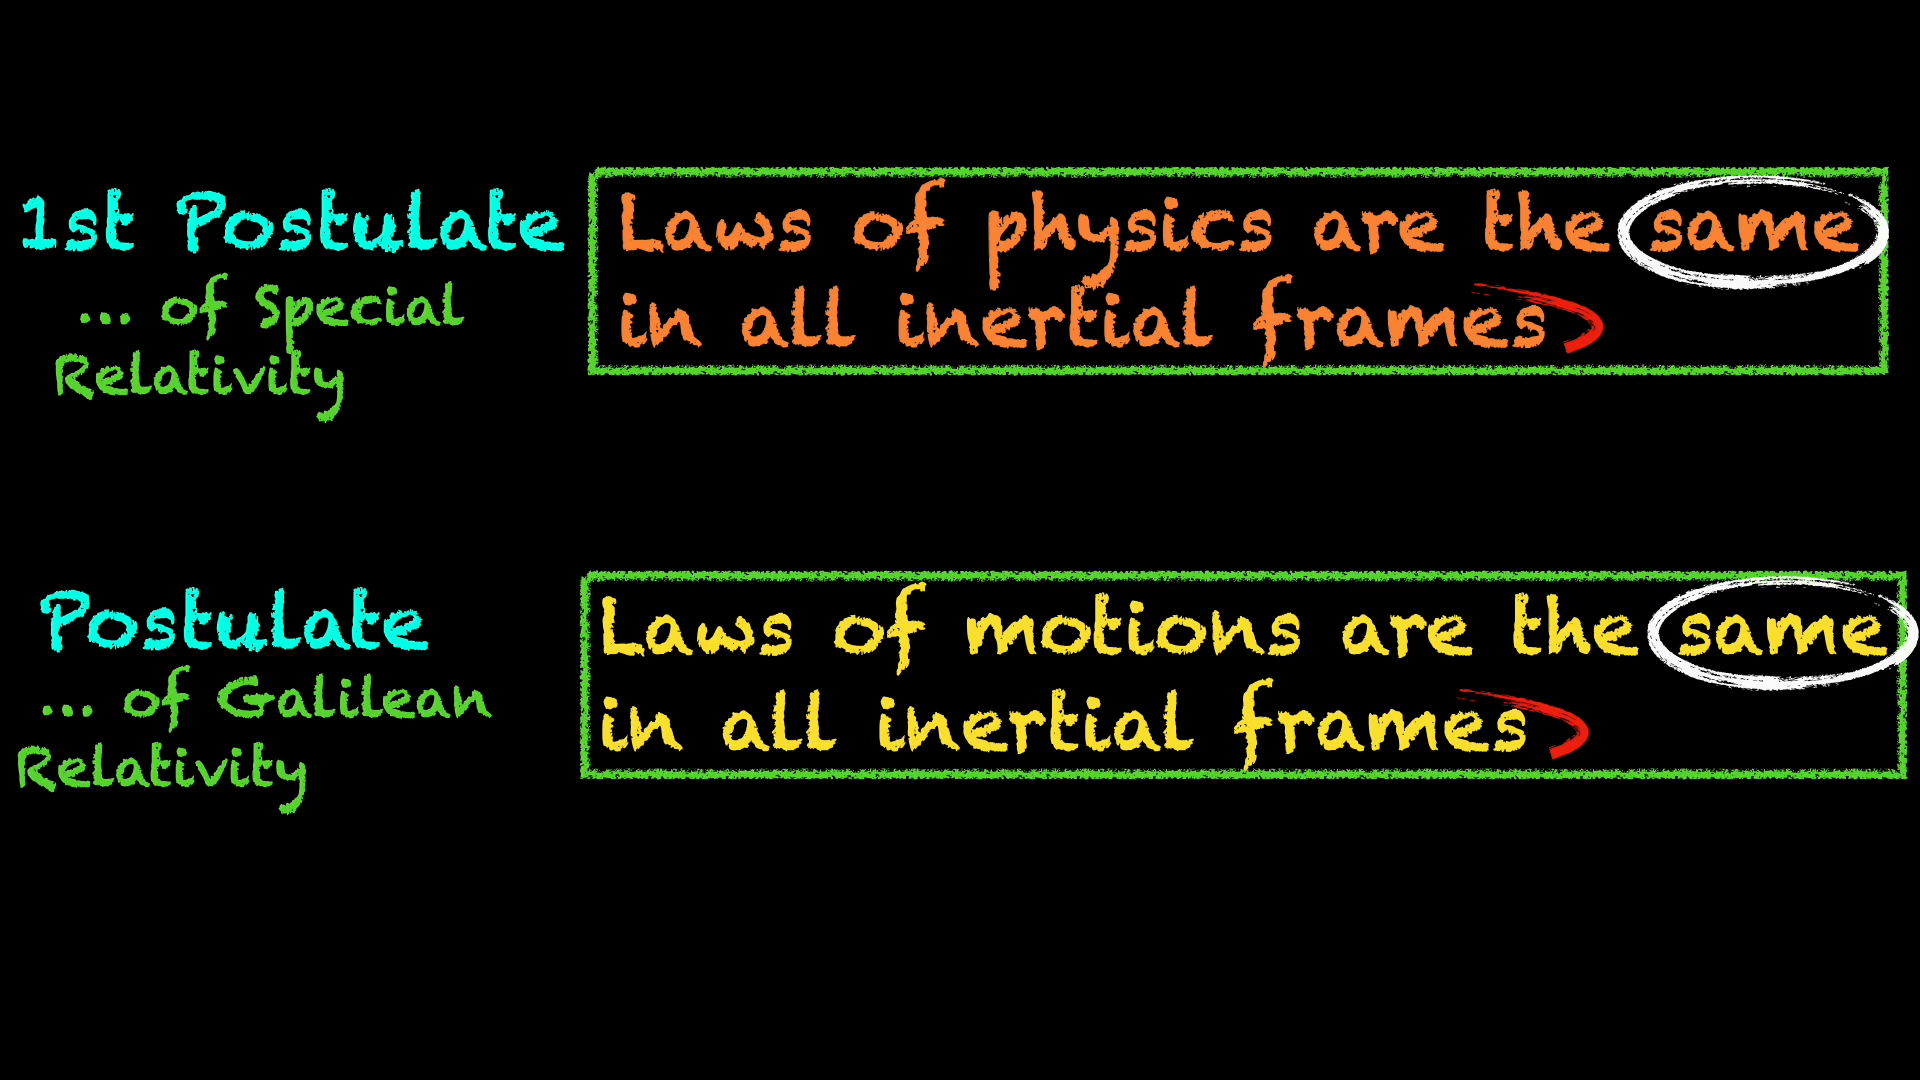 1st Postulate
... of Special
Relativity
Laws of physics are the same
in all inertial frames
Postulate
... of Galilean
Relativity
Laws of motions are the same
in all inertial frames